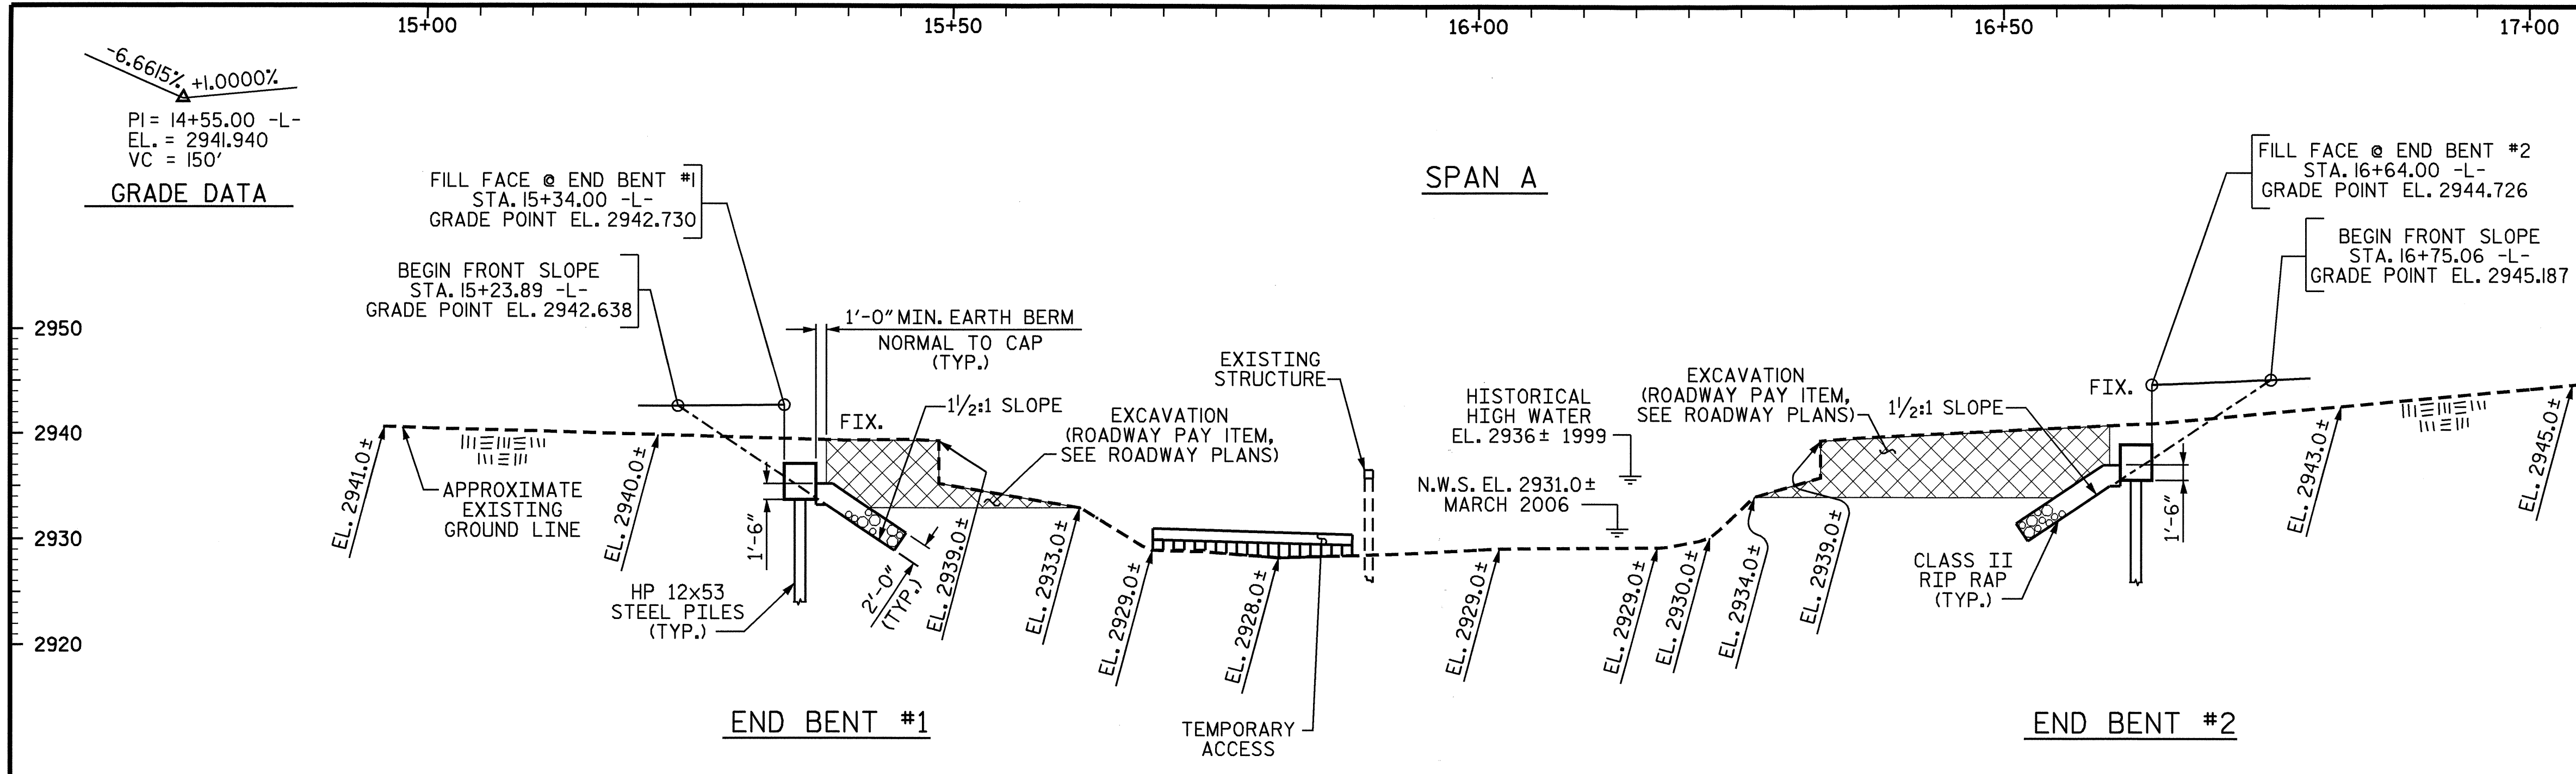 15+00
15+50
16+00
16+50
17+00
-6.6615% +1.0000%
PI = 14+55.00 -L-
EL. = 2941.940
VC = 150'
GRADE DATA
SPAN A
FILL FACE @ END BENT #1
STA. 15+34.00 -L-
GRADE POINT EL. 2942.730
BEGIN FRONT SLOPE
STA. 15+23.89 -L-
GRADE POINT EL. 2942.638
FILL FACE @ END BENT #2
STA. 16+64.00 -L-
GRADE POINT EL. 2944.726
BEGIN FRONT SLOPE
STA. 16+75.06 -L-
GRADE POINT EL. 2945.187
2950
2940
2930
2920
1'-0" MIN. EARTH BERM
NORMAL TO CAP
(TYP.)
FIX.
1½:1 SLOPE
EXCAVATION
(ROADWAY PAY ITEM,
SEE ROADWAY PLANS)
EXISTING
STRUCTURE
HISTORICAL
HIGH WATER
EL. 2936± 1999
N.W.S. EL. 2931.0±
MARCH 2006
EXCAVATION
(ROADWAY PAY ITEM,
SEE ROADWAY PLANS)
1½:1 SLOPE
FIX.
APPROXIMATE
EXISTING
GROUND LINE
1'-6"
HP 12x53
STEEL PILES
(TYP.)
2'-0"
(TYP.)
CLASS II
RIP RAP
(TYP.)
1'-6"
EL. 2941.0±
EL. 2940.0±
EL. 2939.0±
EL. 2933.0±
EL. 2929.0±
EL. 2928.0±
EL. 2929.0±
EL. 2929.0±
EL. 2930.0±
EL. 2934.0±
EL. 2939.0±
EL. 2943.0±
EL. 2945.0±
TEMPORARY
ACCESS
END BENT #1
END BENT #2